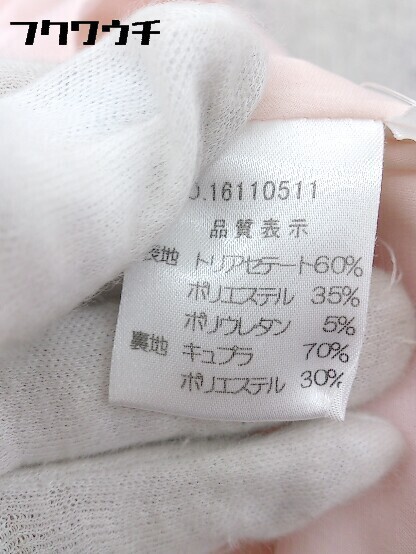 フクワウチ
.16110511
品質表示
表地 トリアセテート60%
ポリエステル 35%
ポリウレタン 5%
裏地 キュプラ 70%
ポリエステル 30%